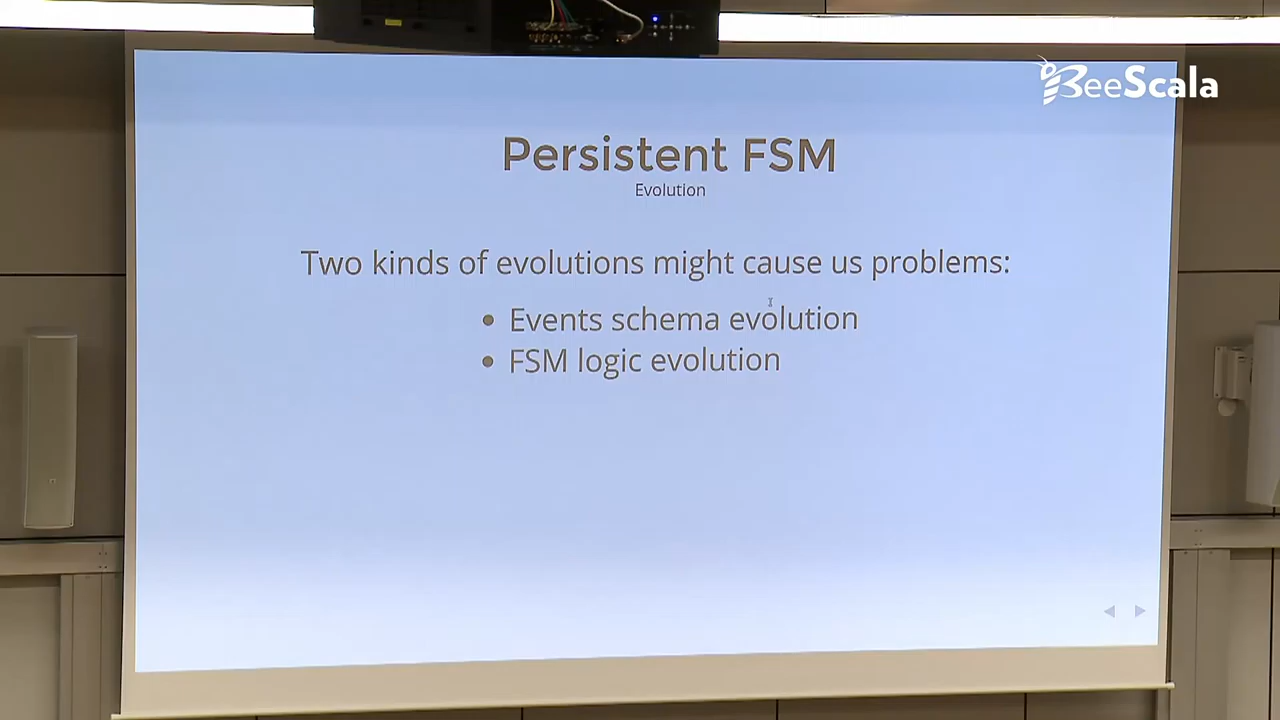 BeeScala
Persistent FSM
Evolution
Two kinds of evolutions might cause us problems:
• Events schema evolution
• FSM logic evolution